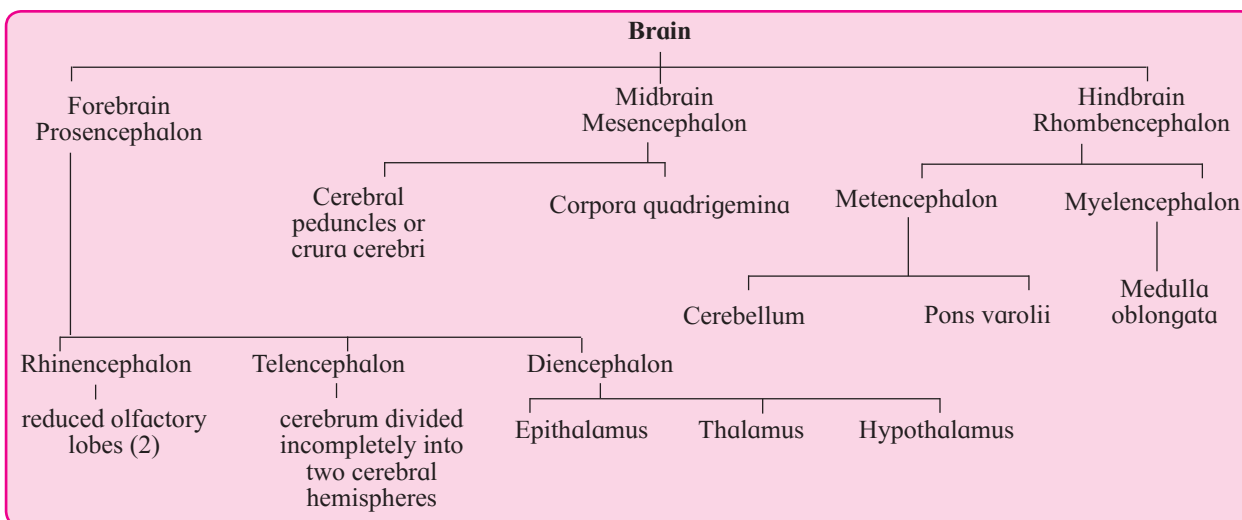 Brain
Forebrain
Prosencephalon
Midbrain
Mesencephalon
Hindbrain
Rhombencephalon
Cerebral
peduncles or
crura cerebri
Corpora quadrigemina
Metencephalon
Myelencephalon
Cerebellum
Pons varolii
Medulla
oblongata
Rhinencephalon
Telencephalon
Diencephalon
reduced olfactory
lobes (2)
cerebrum divided
incompletely into
two cerebral
hemispheres
Epithalamus
Thalamus
Hypothalamus